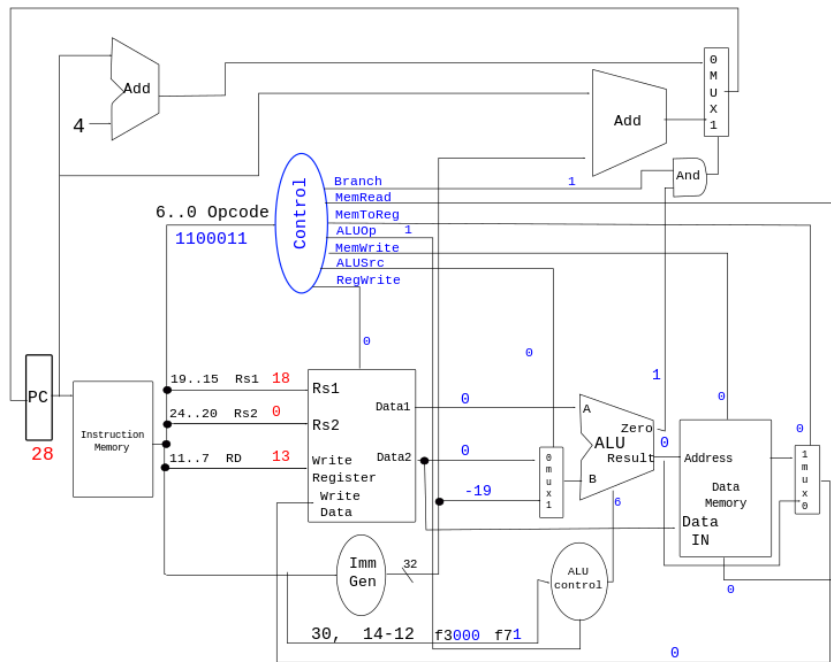 Add
4
0
M
U
X
1
Add
And
Branch
1
MemRead
MemToReg
ALUOp
1
MemWrite
ALUSrc
RegWrite
Control
6..0 Opcode
1100011
0
0
1
0
0
PC
28
Instruction
Memory
19..15 Rs1 18
24..20 Rs2 0
11..7 RD 13
Rs1
Rs2
Write
Register
Write
Data
Data1
Data2
0
0
-19
0
m
u
x
1
A
B
ALU
Zero
Result
0
6
Address
Data
Memory
Data
IN
1
m
u
x
0
Imm
Gen
32
ALU
control
0
30, 14-12 f3000 f71
0